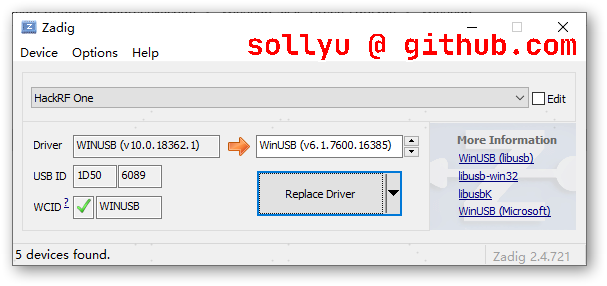 Zadig
Device Options Help
sollyu @ github.com
HackRF One
Edit
Driver WINUSB (v10.0.18362.1) WinUSB (v6.1.7600.16385)
USB ID 1D50 6089
WCID ? WINUSB
Replace Driver
More Information
WinUSB (libusb)
libusb-win32
libusbK
WinUSB (Microsoft)
5 devices found.
Zadig 2.4.721